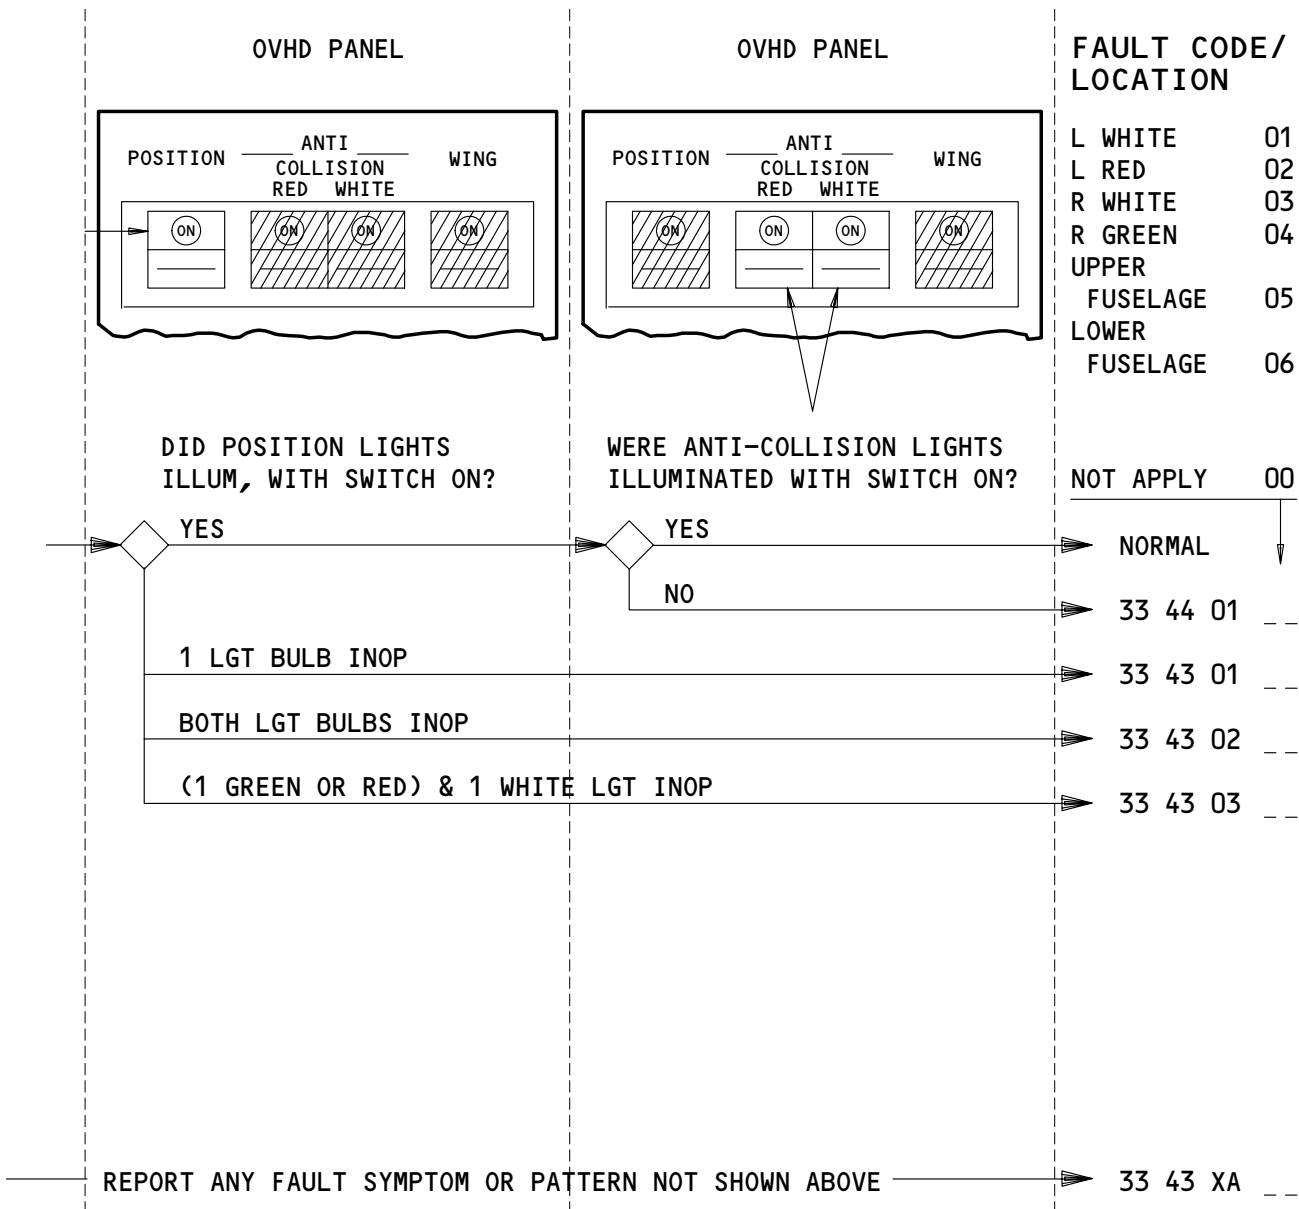 OVHD PANEL
POSITION
ANTI
COLLISION
RED WHITE
WING
ON
ON
ON
ON
DID POSITION LIGHTS
ILLUM, WITH SWITCH ON?
OVHD PANEL
POSITION
ANTI
COLLISION
RED WHITE
WING
ON
ON
ON
ON
WERE ANTI-COLLISION LIGHTS
ILLUMINATED WITH SWITCH ON?
FAULT CODE/
LOCATION
L WHITE 01
L RED 02
R WHITE 03
R GREEN 04
UPPER
FUSELAGE 05
LOWER
FUSELAGE 06
NOT APPLY 00
YES
YES
NORMAL
NO
33 44 01 _ _
1 LGT BULB INOP
33 43 01 _ _
BOTH LGT BULBS INOP
33 43 02 _ _
(1 GREEN OR RED) & 1 WHITE LGT INOP
33 43 03 _ _
REPORT ANY FAULT SYMPTOM OR PATTERN NOT SHOWN ABOVE
33 43 XA _ _